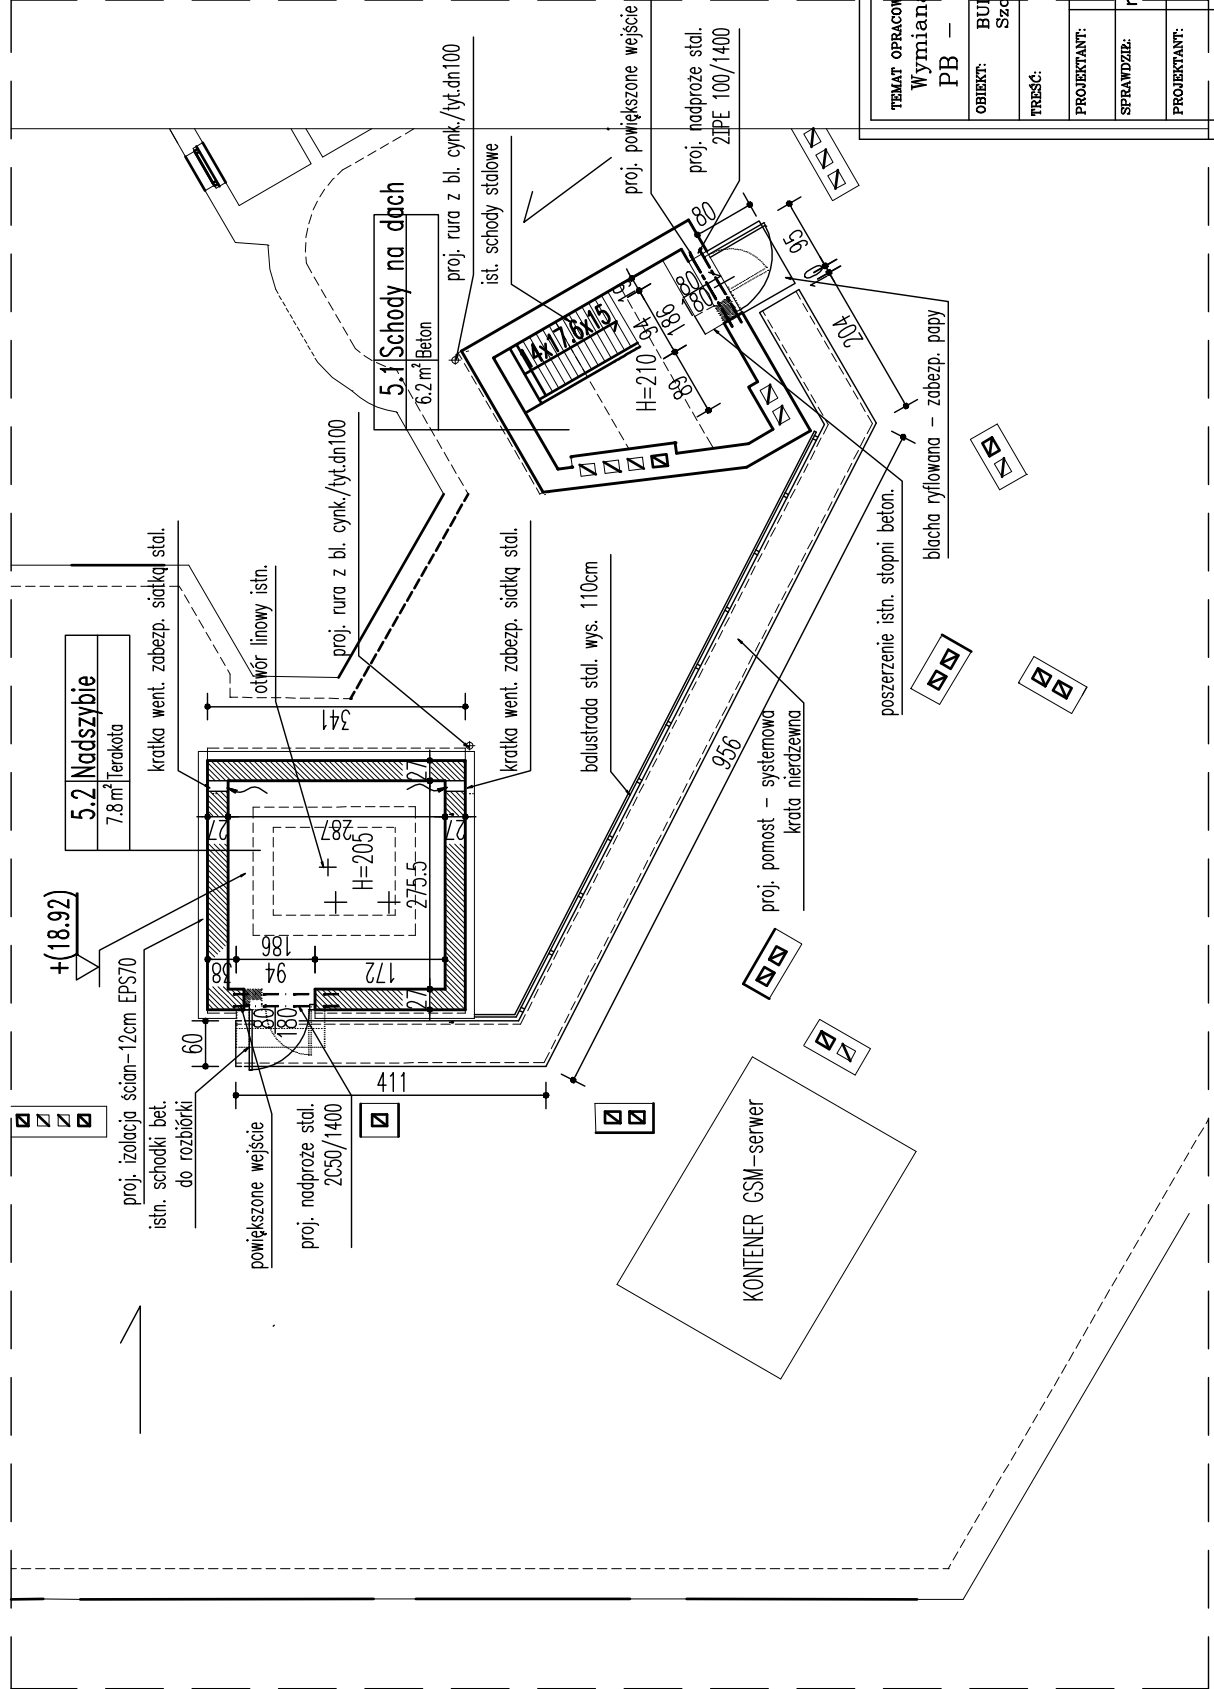 +(18.92)
5.2 Nadszybie
7.8 m² Terakota
kratka went. zabezp. siatką stal.
otwór linowy istn.
proj. rura z bl. cynk./tyt.dn100
kratka went. zabezp. siatką stal.
proj. izolacja ścian-12cm EPS70
istn. schodki bet.
do rozbiórki
powiększone wejście
proj. nadproże stal.
2C50/1400
341
27
287
27
27
H=205
275.5
186
38
94
172
27
80
180
60
411
5.1 Schody na dach
6.2 m² Beton
proj. rura z bl. cynk./tyt.dn100
ist. schody stalowe
proj. powiększone wejście
proj. nadproże stal.
2IPE 100/1400
14x17.6x15
H=210
94
186
89
80
180
80
95
204
956
balustrada stal. wys. 110cm
proj. pomost - systemowa
krata nierdzewna
poszerzenie istn. stopni beton.
blacha ryflowana - zabezp. papy
KONTENER GSM-serwer
TEMAT OPRACOW
Wymiana
PB -
OBIEKT:
TREŚĆ:
PROJEKTANT:
SPRAWDZIŁ:
PROJEKTANT: